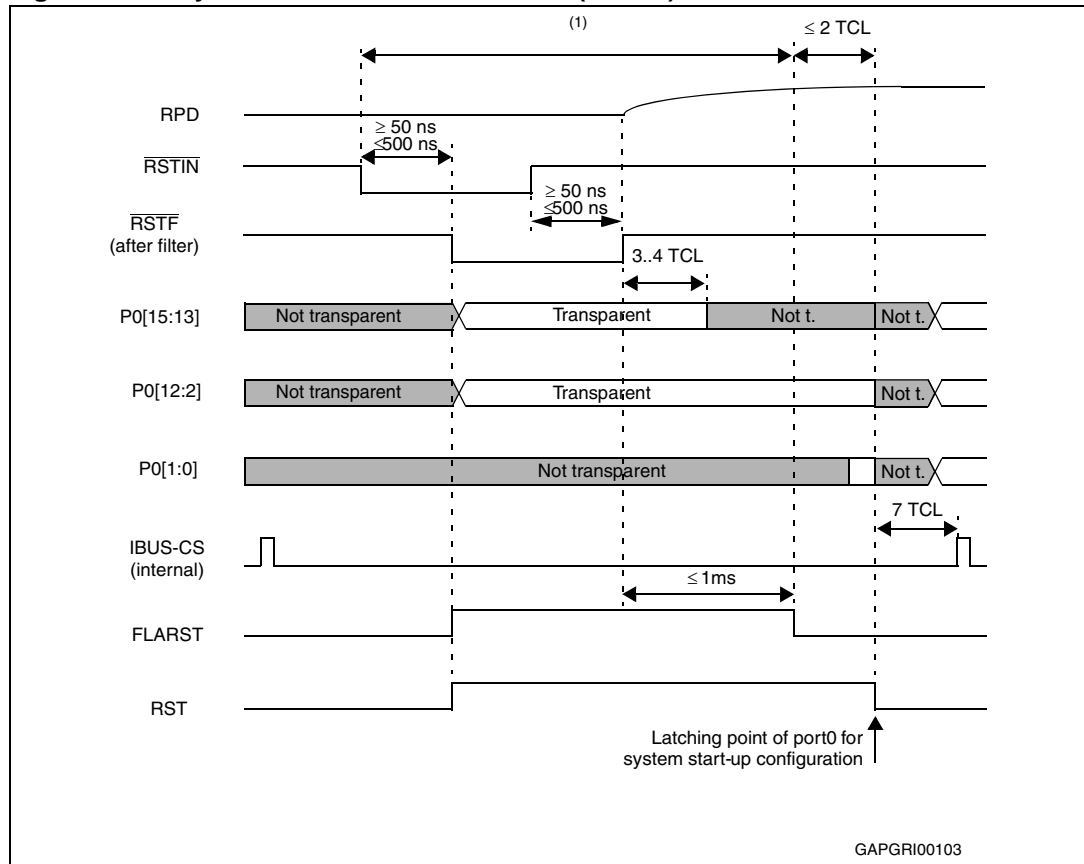 (1)
≤ 2 TCL
RPD
≥ 50 ns
≤500 ns
RSTIN
≥ 50 ns
≤500 ns
RSTF
(after filter)
3..4 TCL
P0[15:13]
Not transparent
Transparent
Not t.
Not t.
P0[12:2]
Not transparent
Transparent
Not t.
P0[1:0]
Not transparent
Not t.
7 TCL
IBUS-CS
(internal)
≤ 1ms
FLARST
RST
Latching point of port0 for
system start-up configuration
GAPGRI00103